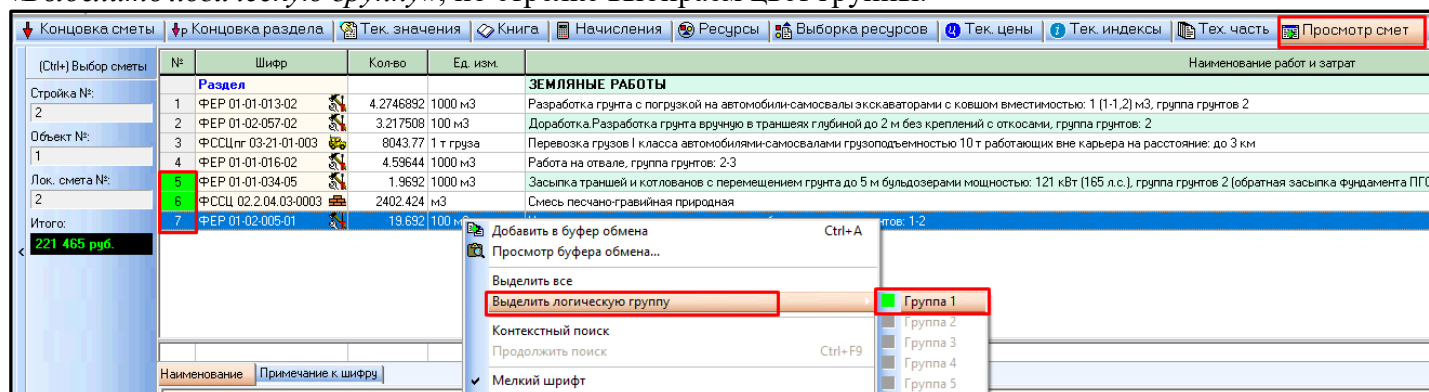 «Выделить логическую группу», по стрелке выбираем цвет группы.
Концовка сметы Концовка раздела Тек. значения Книга Начисления Ресурсы Выборка ресурсов Тек. цены Тек. индексы Тех. часть Просмотр смет
(Ctrl+) Выбор сметы № Шифр Кол-во Ед. изм. Наименование работ и затрат
Раздел ЗЕМЛЯНЫЕ РАБОТЫ
Стройка №:
1 ФЕР 01-01-013-02 4.2746892 1000 м3 Разработка грунта с погрузкой на автомобили-самосвалы экскаваторами с ковшом вместимостью: 1 (1-1,2) м3, группа грунтов 2
2
2 ФЕР 01-02-057-02 3.217508 100 м3 Доработка.Разработка грунта вручную в траншеях глубиной до 2 м без креплений с откосами, группа грунтов: 2
Объект №:
3 ФССЦпг 03-21-01-003 8043.77 1 т груза Перевозка грузов I класса автомобилями-самосвалами грузоподъемностью 10 т работающих вне карьера на расстояние: до 3 км
1
4 ФЕР 01-01-016-02 4.59644 1000 м3 Работа на отвале, группа грунтов: 2-3
Лок. смета №:
5 ФЕР 01-01-034-05 1.9692 1000 м3 Засыпка траншей и котлованов с перемещением грунта до 5 м бульдозерами мощностью: 121 кВт (165 л.с.), группа грунтов 2 (обратная засыпка фундамента ПГС
2
6 ФССЦ 02.2.04.03-0003 2402.424 м3 Смесь песчано-гравийная природная
Итого:
7 ФЕР 01-02-005-01 19.692 100 м нтов: 1-2
221 465 руб.
Добавить в буфер обмена Ctrl+A
Просмотр буфера обмена...
Выделить все
Выделить логическую группу Группа 1
Группа 2
Контекстный поиск
Группа 3
Продолжить поиск Ctrl+F9
Группа 4
Наименование Примечание к шифру
Мелкий шрифт
Группа 5